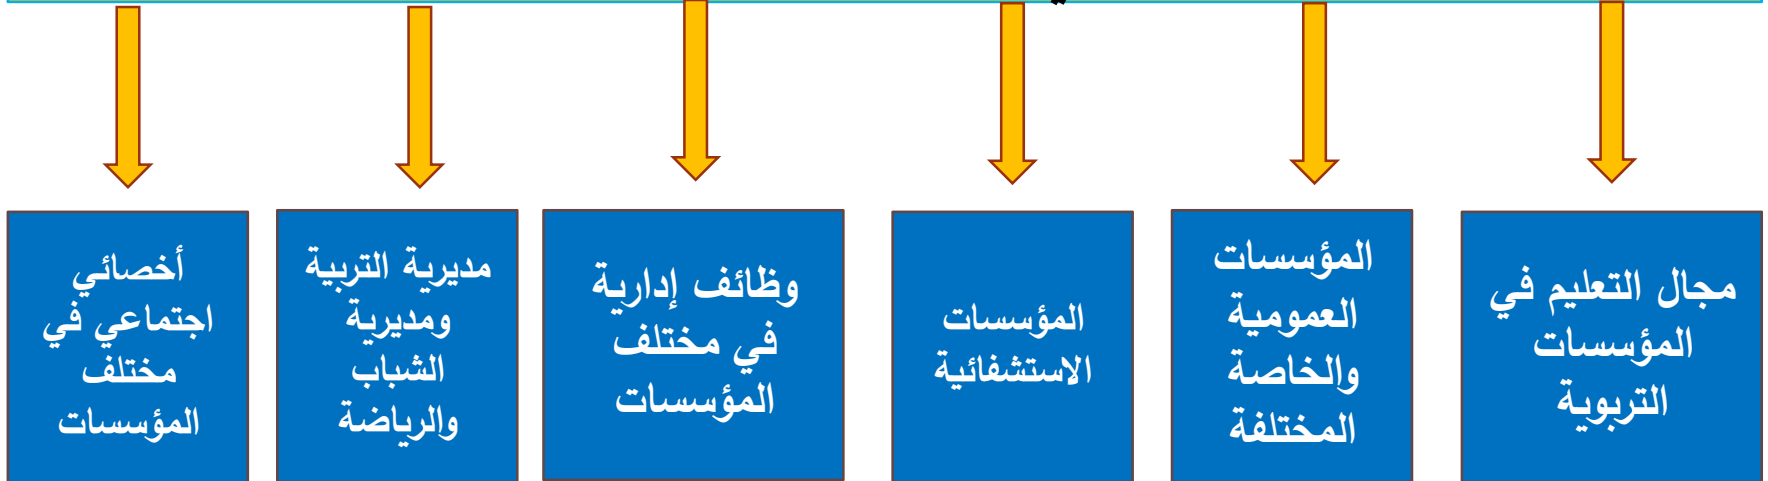 مجال التعليم في
المؤسسات
التربوية
المؤسسات
العمومية
والخاصة
المختلفة
المؤسسات
الاستشفائية
وظائف إدارية
في مختلف
المؤسسات
مديرية التربية
ومديرية
الشباب
والرياضة
أخصائي
اجتماعي في
مختلف
المؤسسات